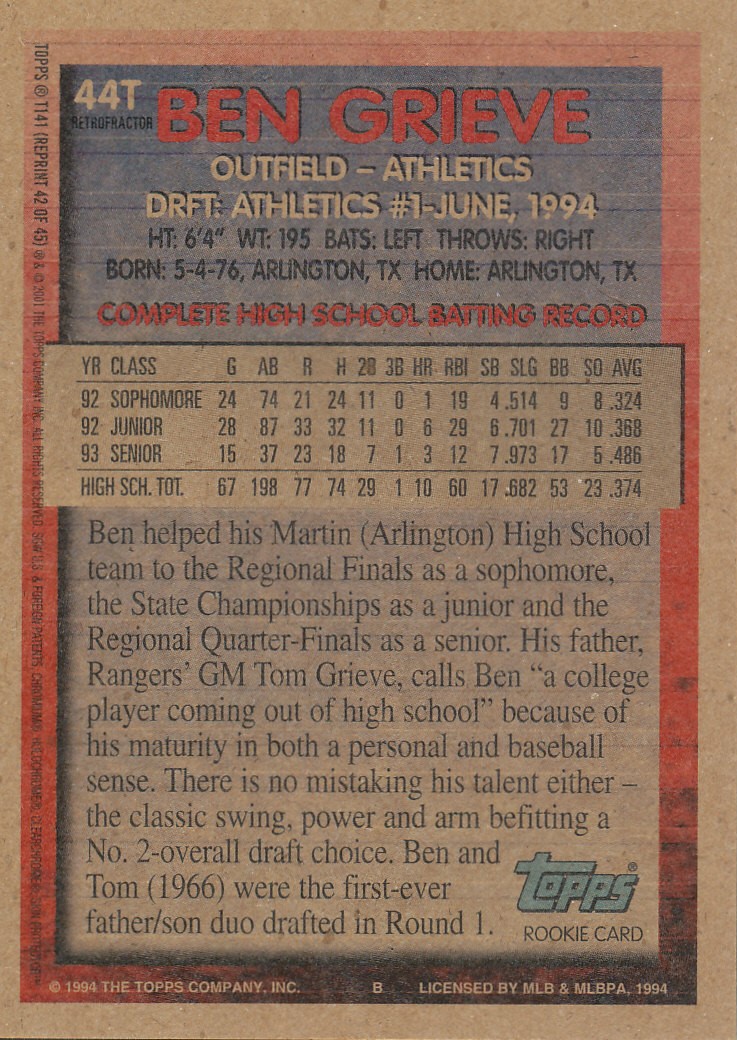 44T
RETROFRACTOR
BEN GRIEVE
OUTFIELD – ATHLETICS
DRFT: ATHLETICS #1-JUNE, 1994
HT: 6'4" WT: 195 BATS: LEFT THROWS: RIGHT
BORN: 5-4-76, ARLINGTON, TX HOME: ARLINGTON, TX
COMPLETE HIGH SCHOOL BATTING RECORD
YR CLASS G AB R H 2B 3B HR RBI SB SLG BB SO AVG
92 SOPHOMORE 24 74 21 24 11 0 1 19 4 .514 9 8 .324
92 JUNIOR 28 87 33 32 11 0 6 29 6 .701 27 10 .368
93 SENIOR 15 37 23 18 7 1 3 12 7 .973 17 5 .486
HIGH SCH. TOT. 67 198 77 74 29 1 10 60 17 .682 53 23 .374
Ben helped his Martin (Arlington) High School
team to the Regional Finals as a sophomore,
the State Championships as a junior and the
Regional Quarter-Finals as a senior. His father,
Rangers' GM Tom Grieve, calls Ben "a college
player coming out of high school" because of
his maturity in both a personal and baseball
sense. There is no mistaking his talent either –
the classic swing, power and arm befitting a
No. 2-overall draft choice. Ben and
Tom (1966) were the first-ever
father/son duo drafted in Round 1.
TOPPS®
ROOKIE CARD
© 1994 THE TOPPS COMPANY, INC. B LICENSED BY MLB & MLBPA, 1994
TOPPS ® T141 (REPRINT 42 OF 45) ® & © 2001 THE TOPPS COMPANY, INC. ALL RIGHTS RESERVED. & FOREIGN PATENTS.